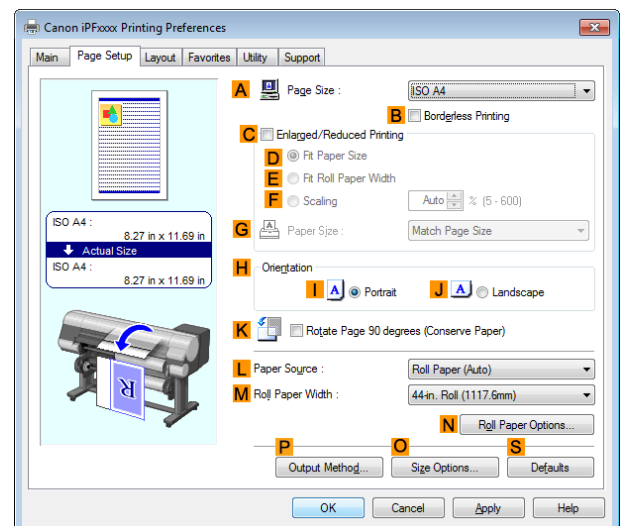 Canon iPFxxxx Printing Preferences
Main Page Setup Layout Favorites Utility Support
A Page Size : ISO A4
B Borderless Printing
C Enlarged/Reduced Printing
D Fit Paper Size
E Fit Roll Paper Width
F Scaling Auto % (5 - 600)
G A Paper Size : Match Page Size
ISO A4 :
8.27 in x 11.69 in
Actual Size
ISO A4 :
8.27 in x 11.69 in
H Orientation
I A Portrait J A Landscape
K Rotate Page 90 degrees (Conserve Paper)
R
L Paper Source : Roll Paper (Auto)
M Roll Paper Width : 44-in. Roll (1117.6mm)
N Roll Paper Options...
P O S
Output Method... Size Options... Defaults
OK Cancel Apply Help